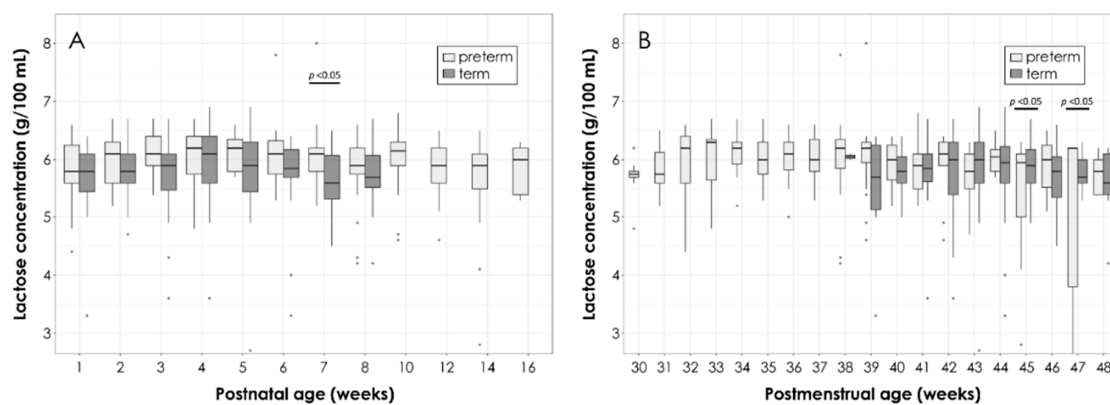 A
preterm
term
p <0.05
Lactose concentration (g/100 mL)
8
7
6
5
4
3
1 2 3 4 5 6 7 8 10 12 14 16
Postnatal age (weeks)
B
preterm
term
p <0.05 p <0.05
Lactose concentration (g/100 mL)
8
7
6
5
4
3
30 31 32 33 34 35 36 37 38 39 40 41 42 43 44 45 46 47 48
Postmenstrual age (weeks)